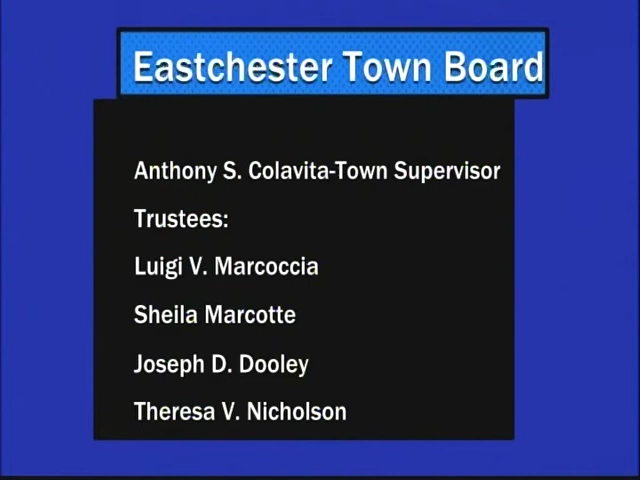 Eastchester Town Board
Anthony S. Colavita-Town Supervisor
Trustees:
Luigi V. Marcoccia
Sheila Marcotte
Joseph D. Dooley
Theresa V. Nicholson